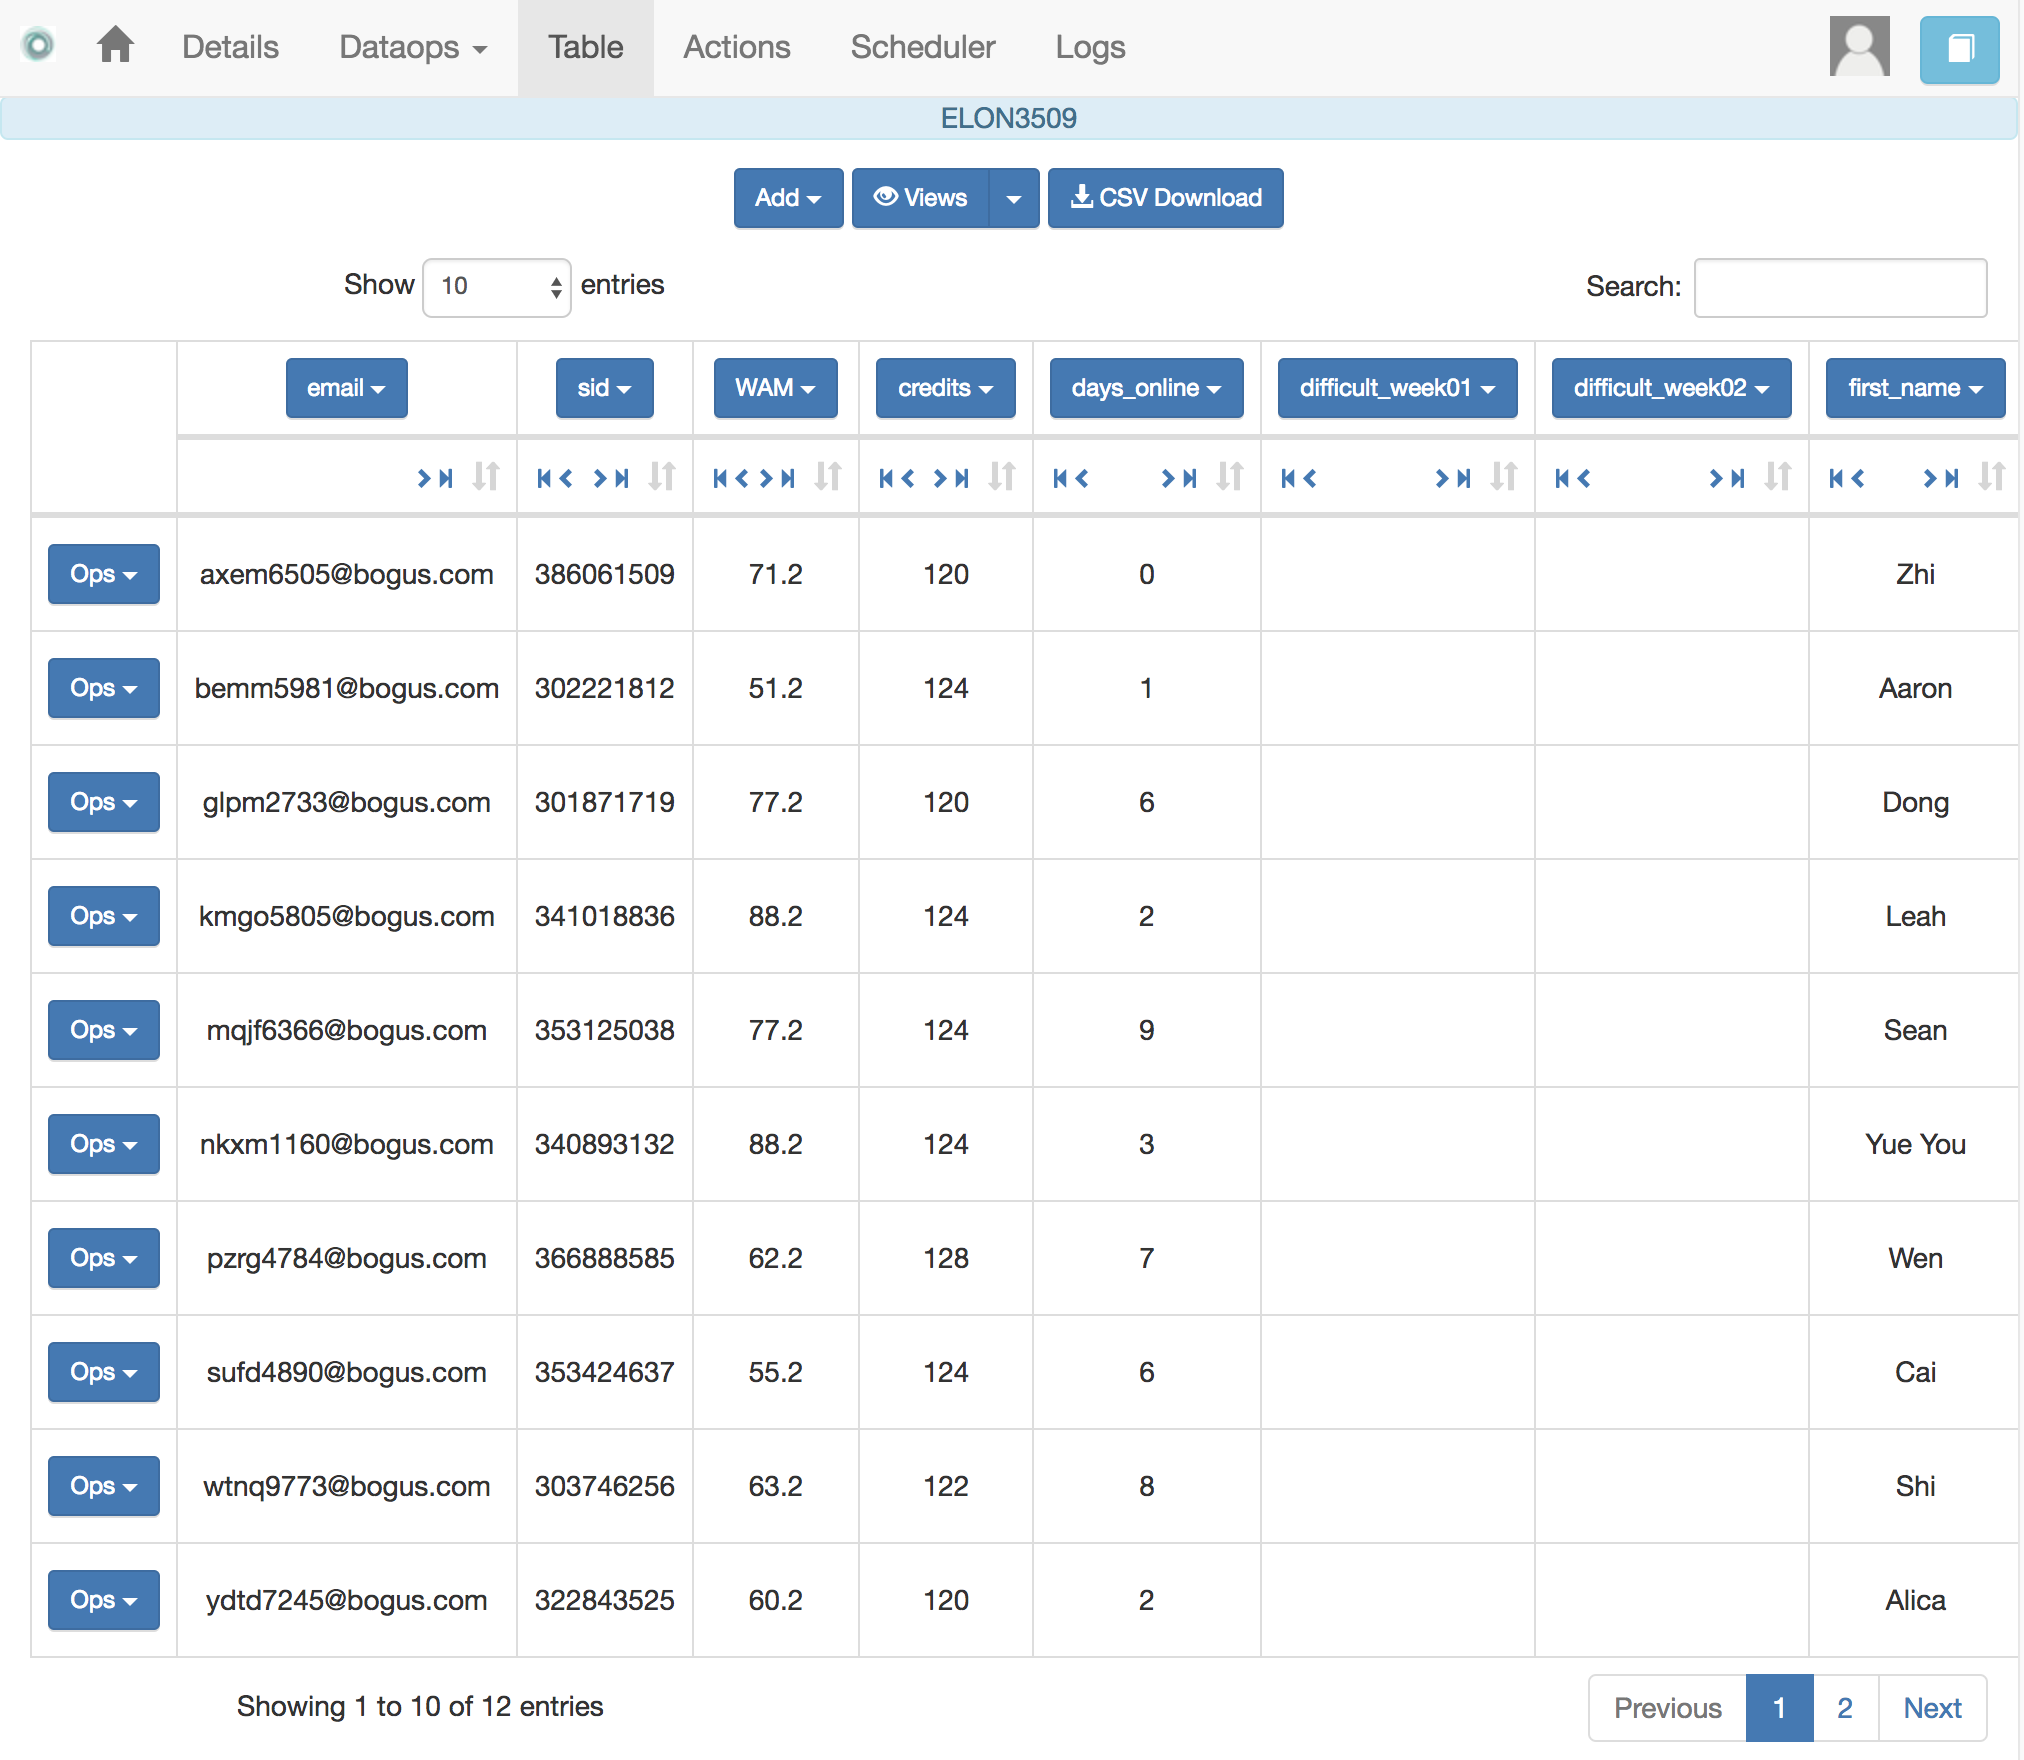 Details Dataops Table Actions Scheduler Logs
ELON3509
Add Views CSV Download
Show 10 entries Search:
email sid WAM credits days_online difficult_week01 difficult_week02 first_name
Ops axem6505@bogus.com 386061509 71.2 120 0 Zhi
Ops bemm5981@bogus.com 302221812 51.2 124 1 Aaron
Ops glpm2733@bogus.com 301871719 77.2 120 6 Dong
Ops kmgo5805@bogus.com 341018836 88.2 124 2 Leah
Ops mqjf6366@bogus.com 353125038 77.2 124 9 Sean
Ops nkxm1160@bogus.com 340893132 88.2 124 3 Yue You
Ops pzrg4784@bogus.com 366888585 62.2 128 7 Wen
Ops sufd4890@bogus.com 353424637 55.2 124 6 Cai
Ops wtnq9773@bogus.com 303746256 63.2 122 8 Shi
Ops ydtd7245@bogus.com 322843525 60.2 120 2 Alica
Showing 1 to 10 of 12 entries Previous 1 2 Next